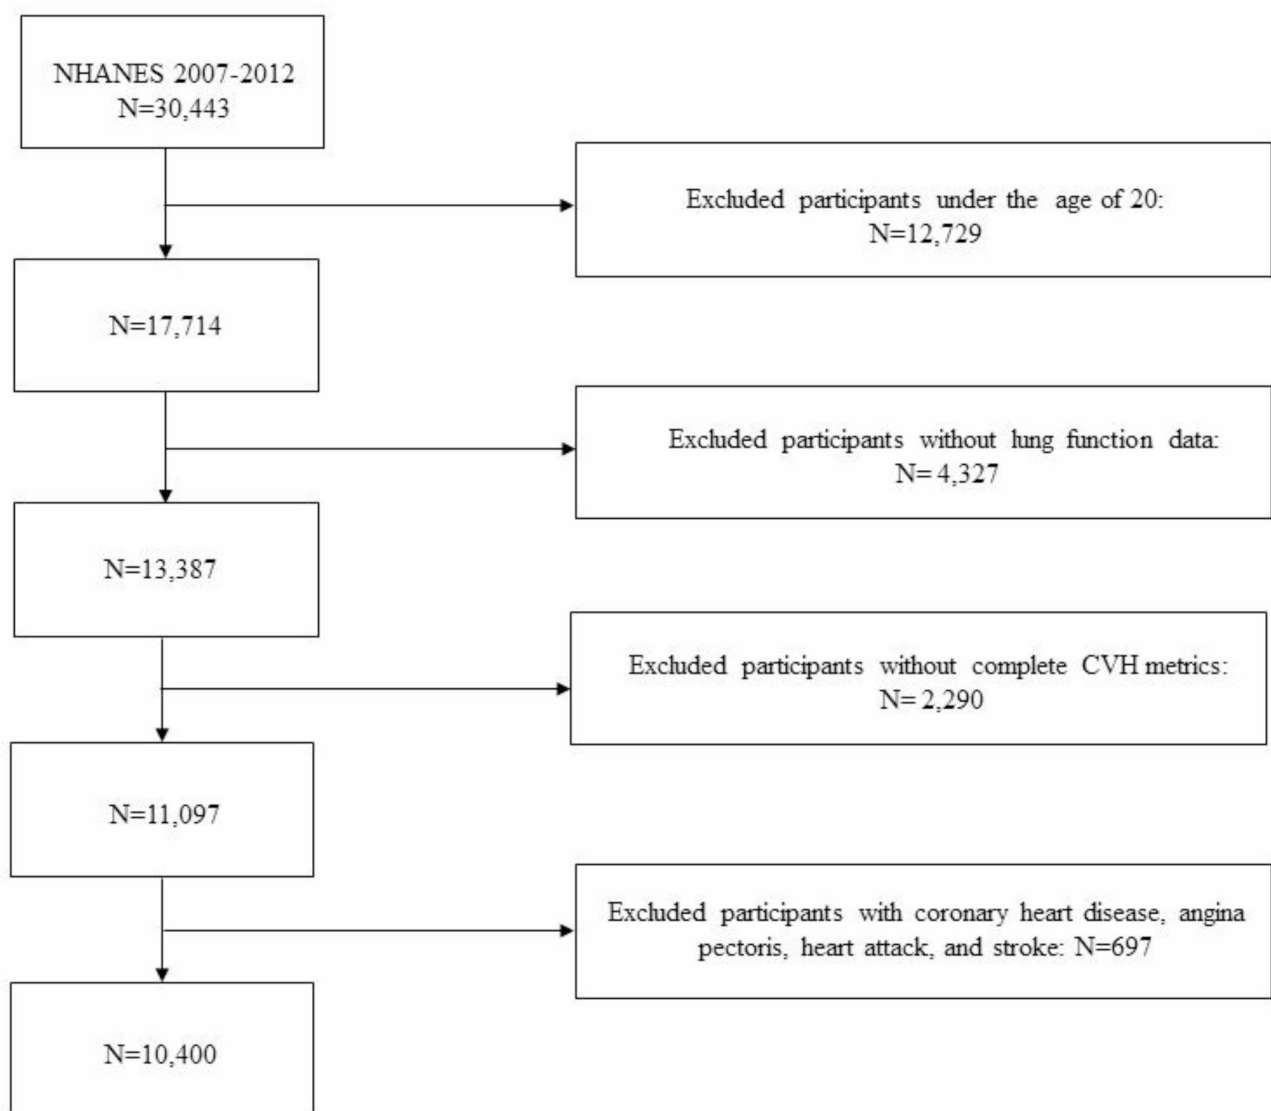 NHANES 2007-2012
N=30,443
Excluded participants under the age of 20:
N=12,729
N=17,714
Excluded participants without lung function data:
N= 4,327
N=13,387
Excluded participants without complete CVH metrics:
N= 2,290
N=11,097
Excluded participants with coronary heart disease, angina
pectoris, heart attack, and stroke: N=697
N=10,400